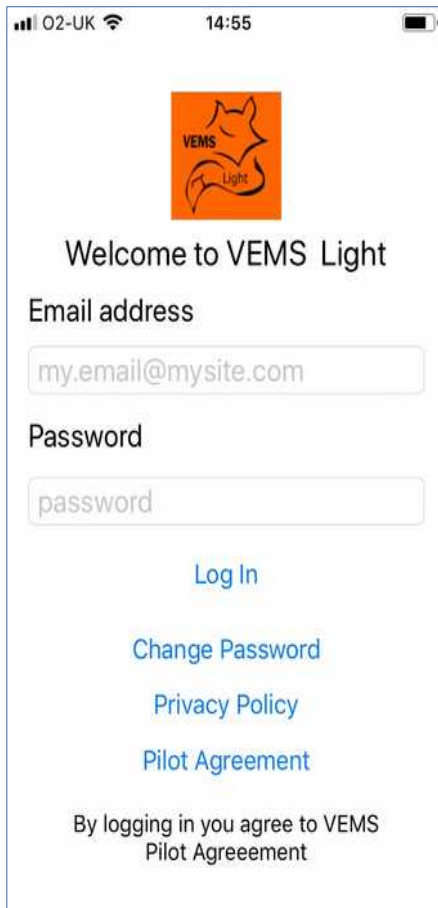 O2-UK 14:55
VEMS
Light
Welcome to VEMS Light
Email address
my.email@mysite.com
Password
password
Log In
Change Password
Privacy Policy
Pilot Agreement
By logging in you agree to VEMS
Pilot Agreeement